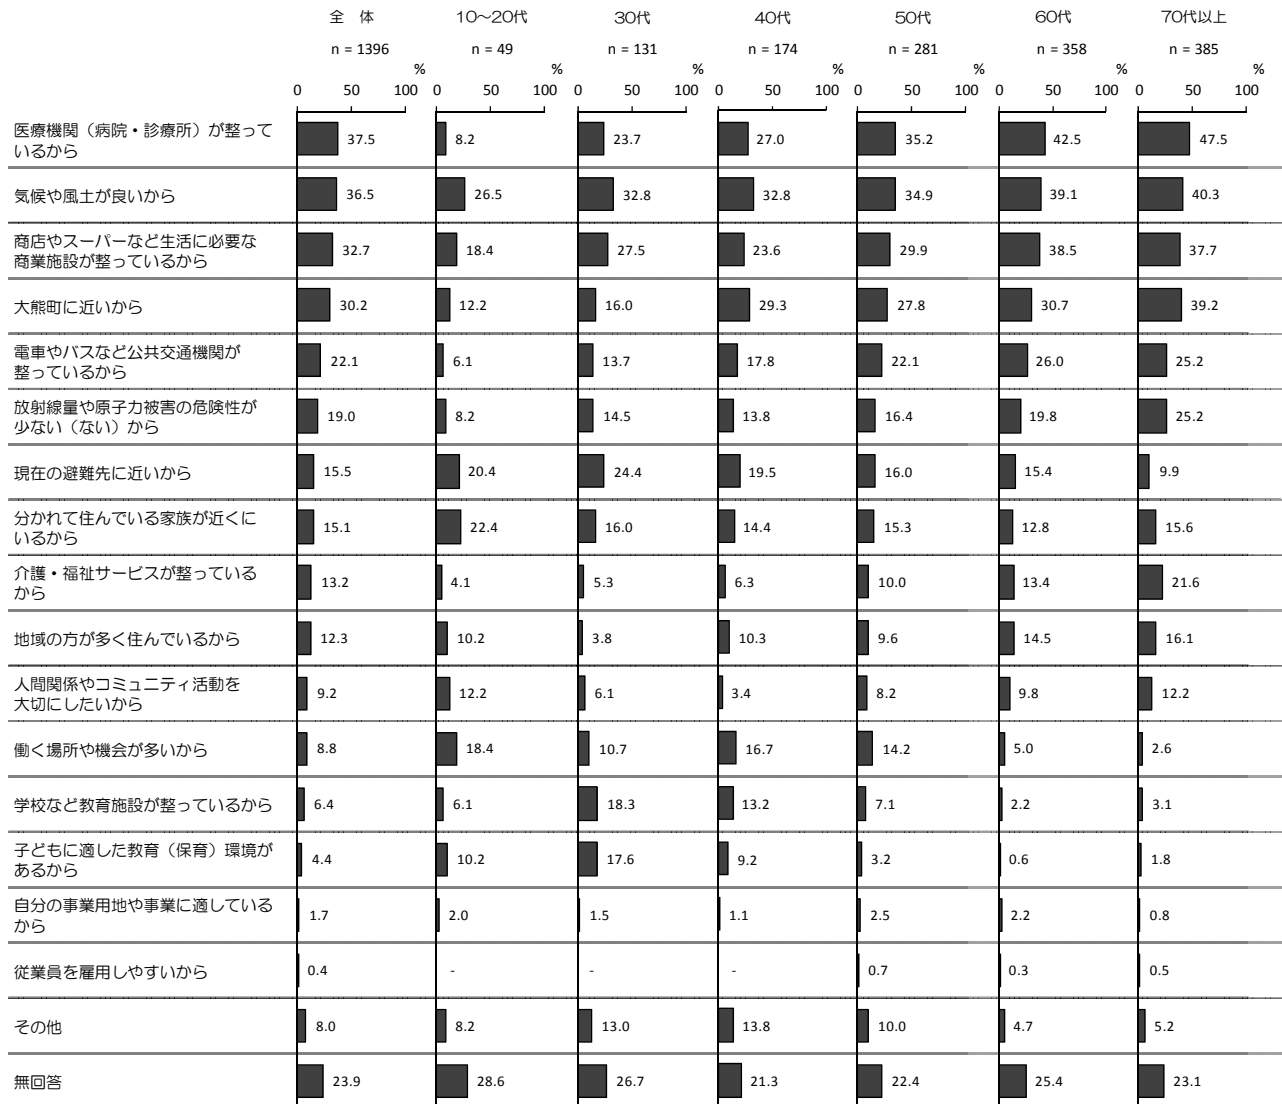 全 体 10～20代 30代 40代 50代 60代 70代以上
n = 1396 n = 49 n = 131 n = 174 n = 281 n = 358 n = 385
% % % % % % %
0 50 100 0 50 100 0 50 100 0 50 100 0 50 100 0 50 100 0 50 100
医療機関（病院・診療所）が整って
いるから
37.5 8.2 23.7 27.0 35.2 42.5 47.5
気候や風土が良いから 36.5 26.5 32.8 32.8 34.9 39.1 40.3
商店やスーパーなど生活に必要な
商業施設が整っているから
32.7 18.4 27.5 23.6 29.9 38.5 37.7
大熊町に近いから 30.2 12.2 16.0 29.3 27.8 30.7 39.2
電車やバスなど公共交通機関が
整っているから
22.1 6.1 13.7 17.8 22.1 26.0 25.2
放射線量や原子力被害の危険性が
少ない（ない）から
19.0 8.2 14.5 13.8 16.4 19.8 25.2
現在の避難先に近いから 15.5 20.4 24.4 19.5 16.0 15.4 9.9
分かれて住んでいる家族が近くに
いるから
15.1 22.4 16.0 14.4 15.3 12.8 15.6
介護・福祉サービスが整っている
から
13.2 4.1 5.3 6.3 10.0 13.4 21.6
地域の方が多く住んでいるから 12.3 10.2 3.8 10.3 9.6 14.5 16.1
人間関係やコミュニティ活動を
大切にしたいから
9.2 12.2 6.1 3.4 8.2 9.8 12.2
働く場所や機会が多いから 8.8 18.4 10.7 16.7 14.2 5.0 2.6
学校など教育施設が整っているから 6.4 6.1 18.3 13.2 7.1 2.2 3.1
子どもに適した教育（保育）環境が
あるから
4.4 10.2 17.6 9.2 3.2 0.6 1.8
自分の事業用地や事業に適している
から
1.7 2.0 1.5 1.1 2.5 2.2 0.8
従業員を雇用しやすいから 0.4 - - - 0.7 0.3 0.5
その他 8.0 8.2 13.0 13.8 10.0 4.7 5.2
無回答 23.9 28.6 26.7 21.3 22.4 25.4 23.1